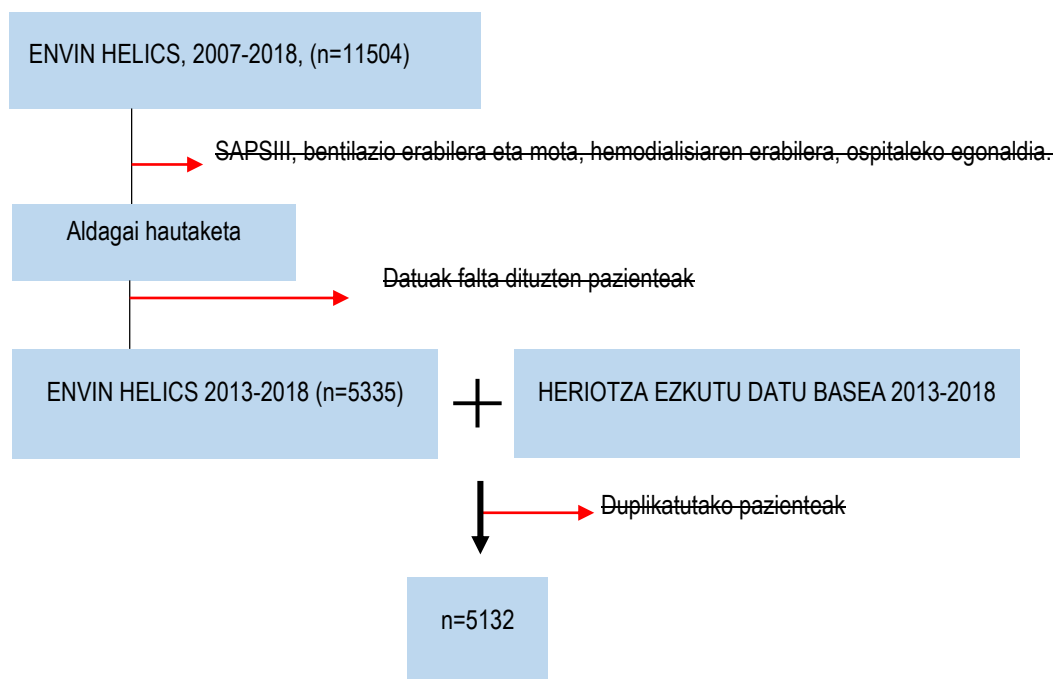 ENVIN HELICS, 2007-2018, (n=11504)
SAPSIII, bentilazio erabilera eta mota, hemodialisiaren erabilera, ospitaleko egonaldia.
Aldagai hautaketa
Datuak falta dituzten pazienteak
ENVIN HELICS 2013-2018 (n=5335)
HERIOTZA EZKUTU DATU BASEA 2013-2018
Duplikatutako pazienteak
n=5132